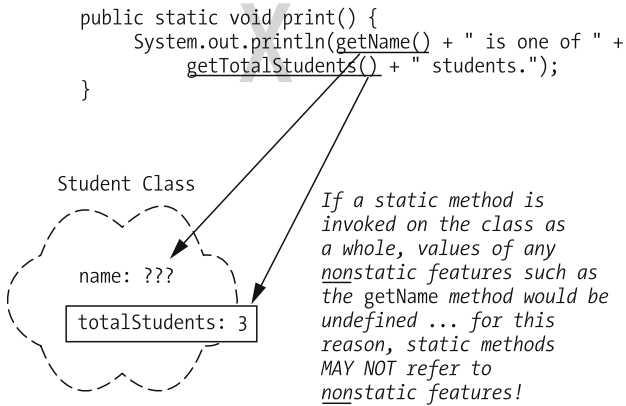 public static void print() {
System.out.println(getName() + " is one of " +
getTotalStudents() + " students.");
}
X
Student Class
name: ???
totalStudents: 3
If a static method is
invoked on the class as
a whole, values of any
nonstatic features such as
the getName method would be
undefined ... for this
reason, static methods
MAY NOT refer to
nonstatic features!